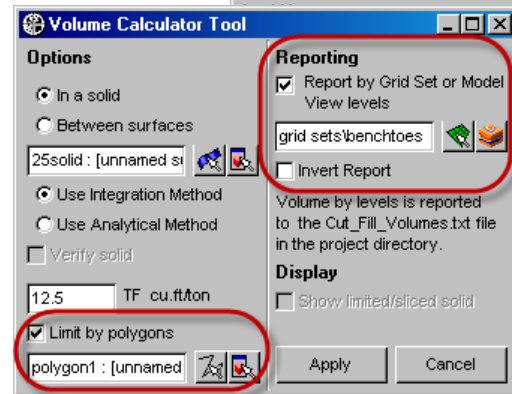 Volume Calculator Tool
Options
In a solid
Between surfaces
25solid : [unnamed
Use Integration Method
Use Analytical Method
Verify solid
12.5 TF cu.ft/ton
Limit by polygons
polygon1 : [unnamed
Reporting
Report by Grid Set or Model
View levels
grid sets\benchtoes
Invert Report
Volume by levels is reported
to the Cut_Fill_Volumes.txt file
in the project directory.
Display
Show limited/sliced solid
Apply Cancel